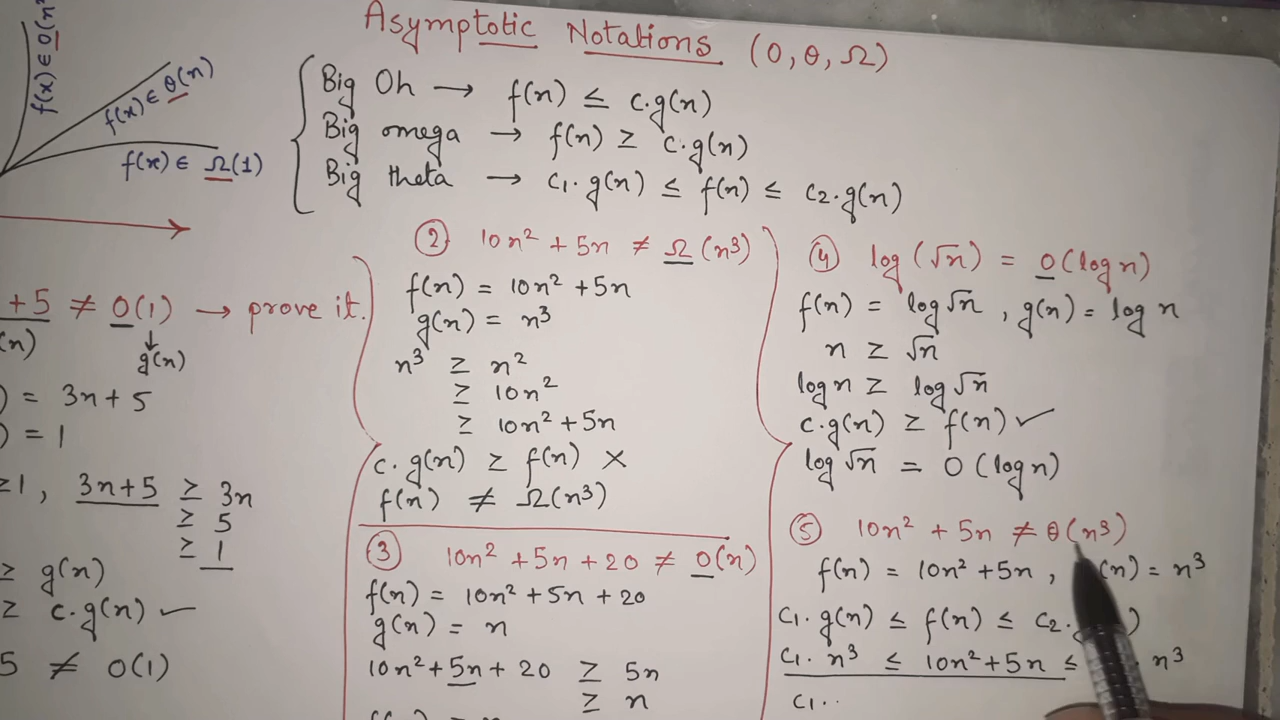 Asymptotic Notations (O, θ, Ω)
f(x) ∈ O(n
f(x) ∈ θ(n)
f(x) ∈ Ω(1)
Big Oh → f(n) ≤ c.g(n)
Big omega → f(n) ≥ c.g(n)
Big theta → c₁.g(n) ≤ f(n) ≤ c₂.g(n)
+5 ≠ O(1) → prove it.
(n)
g(n)
) = 3n+5
) = 1
≥1, 3n+5 ≥ 3n
≥ 5
≥ 1
≥ g(n)
≥ c.g(n) ✓
5 ≠ O(1)
② 10n² + 5n ≠ Ω(n³)
f(n) = 10n² +5n
g(n) = n³
n³ ≥ n²
≥ 10n²
≥ 10n² +5n
c.g(n) ≥ f(n) ×
f(n) ≠ Ω(n³)
③ 10n² +5n +20 ≠ O(n)
f(n) = 10n² +5n +20
g(n) = n
10n² +5n + 20 ≥ 5n
≥ n
④ log(√n) = O(log n)
f(n) = log√n , g(n) = log n
n ≥ √n
log n ≥ log√n
c.g(n) ≥ f(n) ✓
log√n = O(log n)
⑤ 10n² + 5n ≠ θ(n³)
f(n) = 10n² +5n , (n) = n³
c₁.g(n) ≤ f(n) ≤ c₂. )
c₁. n³ ≤ 10n² +5n ≤ n³
c₁..